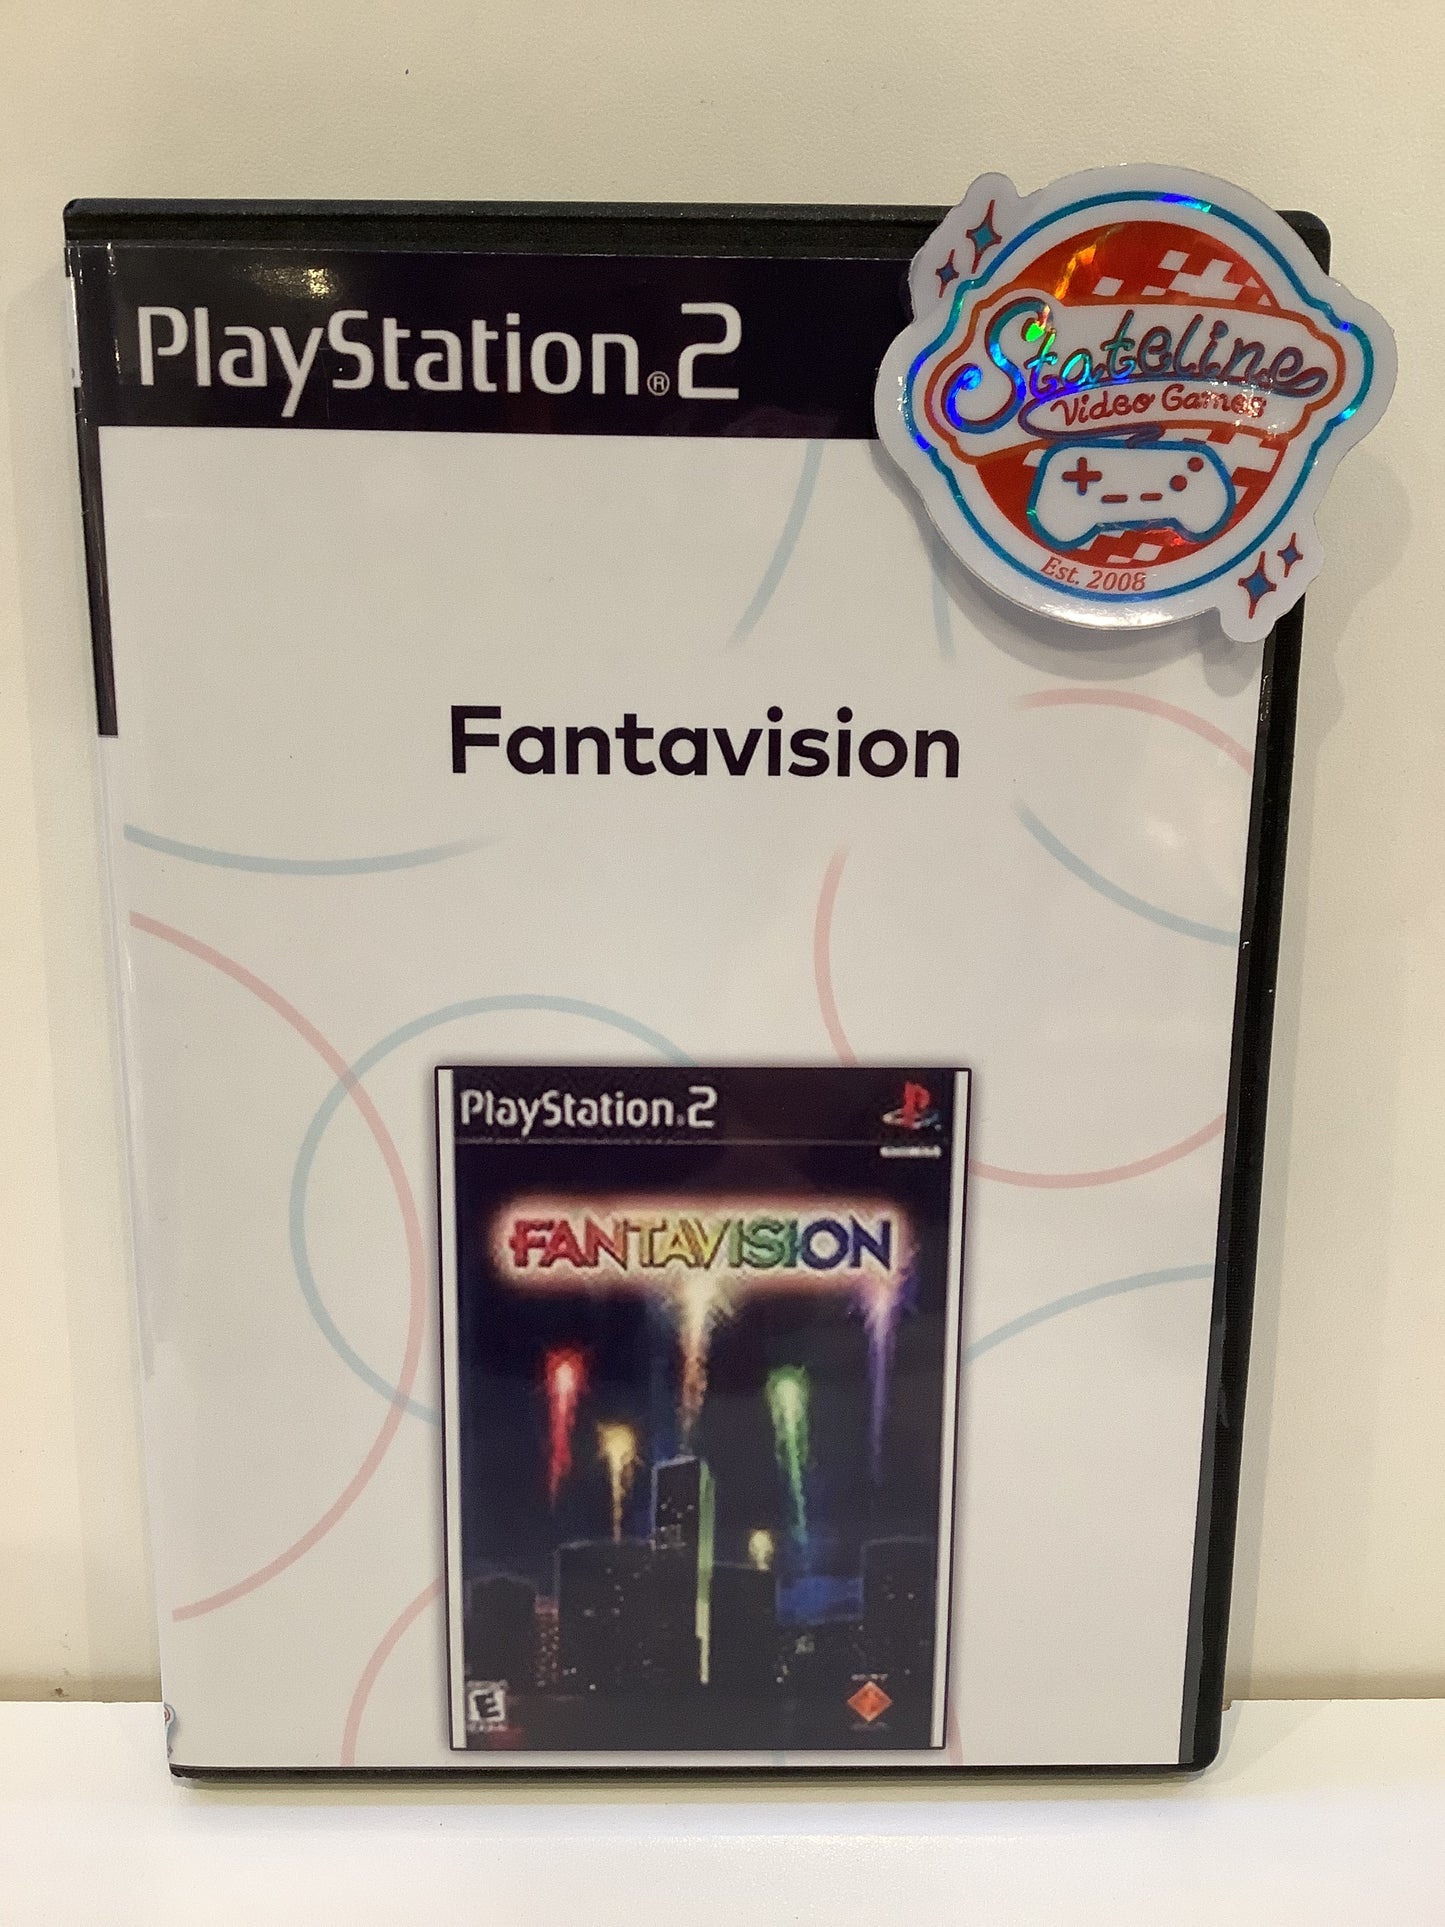 PlayStation®2
Stateline
Video Games
Est. 2008
Fantavision
PlayStation®2
FANTAVISION
E